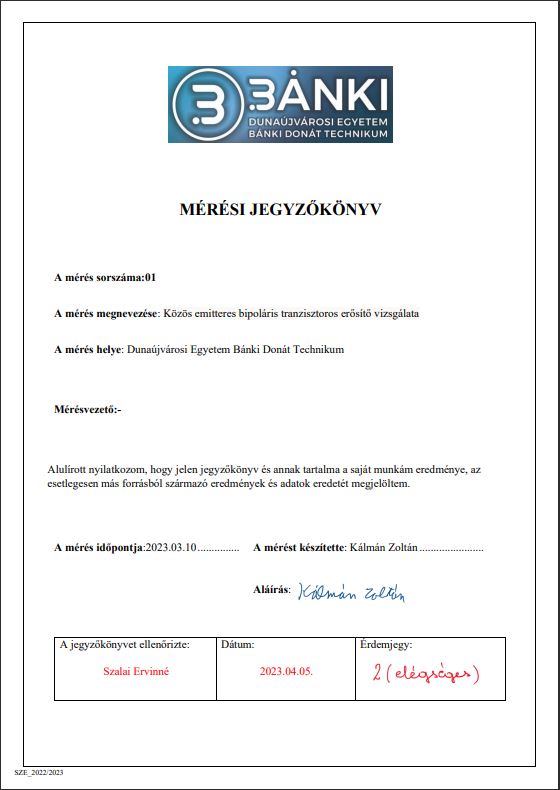 BÁNKI
DUNAÚJVÁROSI EGYETEM
BÁNKI DONÁT TECHNIKUM
MÉRÉSI JEGYZŐKÖNYV
A mérés sorszáma:01
A mérés megnevezése: Közös emitteres bipoláris tranzisztoros erősítő vizsgálata
A mérés helye: Dunaújvárosi Egyetem Bánki Donát Technikum
Mérésvezető:-
Alulírott nyilatkozom, hogy jelen jegyzőkönyv és annak tartalma a saját munkám eredménye, az
esetlegesen más forrásból származó eredmények és adatok eredetét megjelöltem.
A mérés időpontja:2023.03.10............... A mérést készítette: Kálmán Zoltán.......................
Aláírás: Kálmán Zoltán
A jegyzőkönyvet ellenőrizte: Dátum: Érdemjegy:
Szalai Ervinné 2023.04.05. 2 (elégséges)
SZE_2022/2023